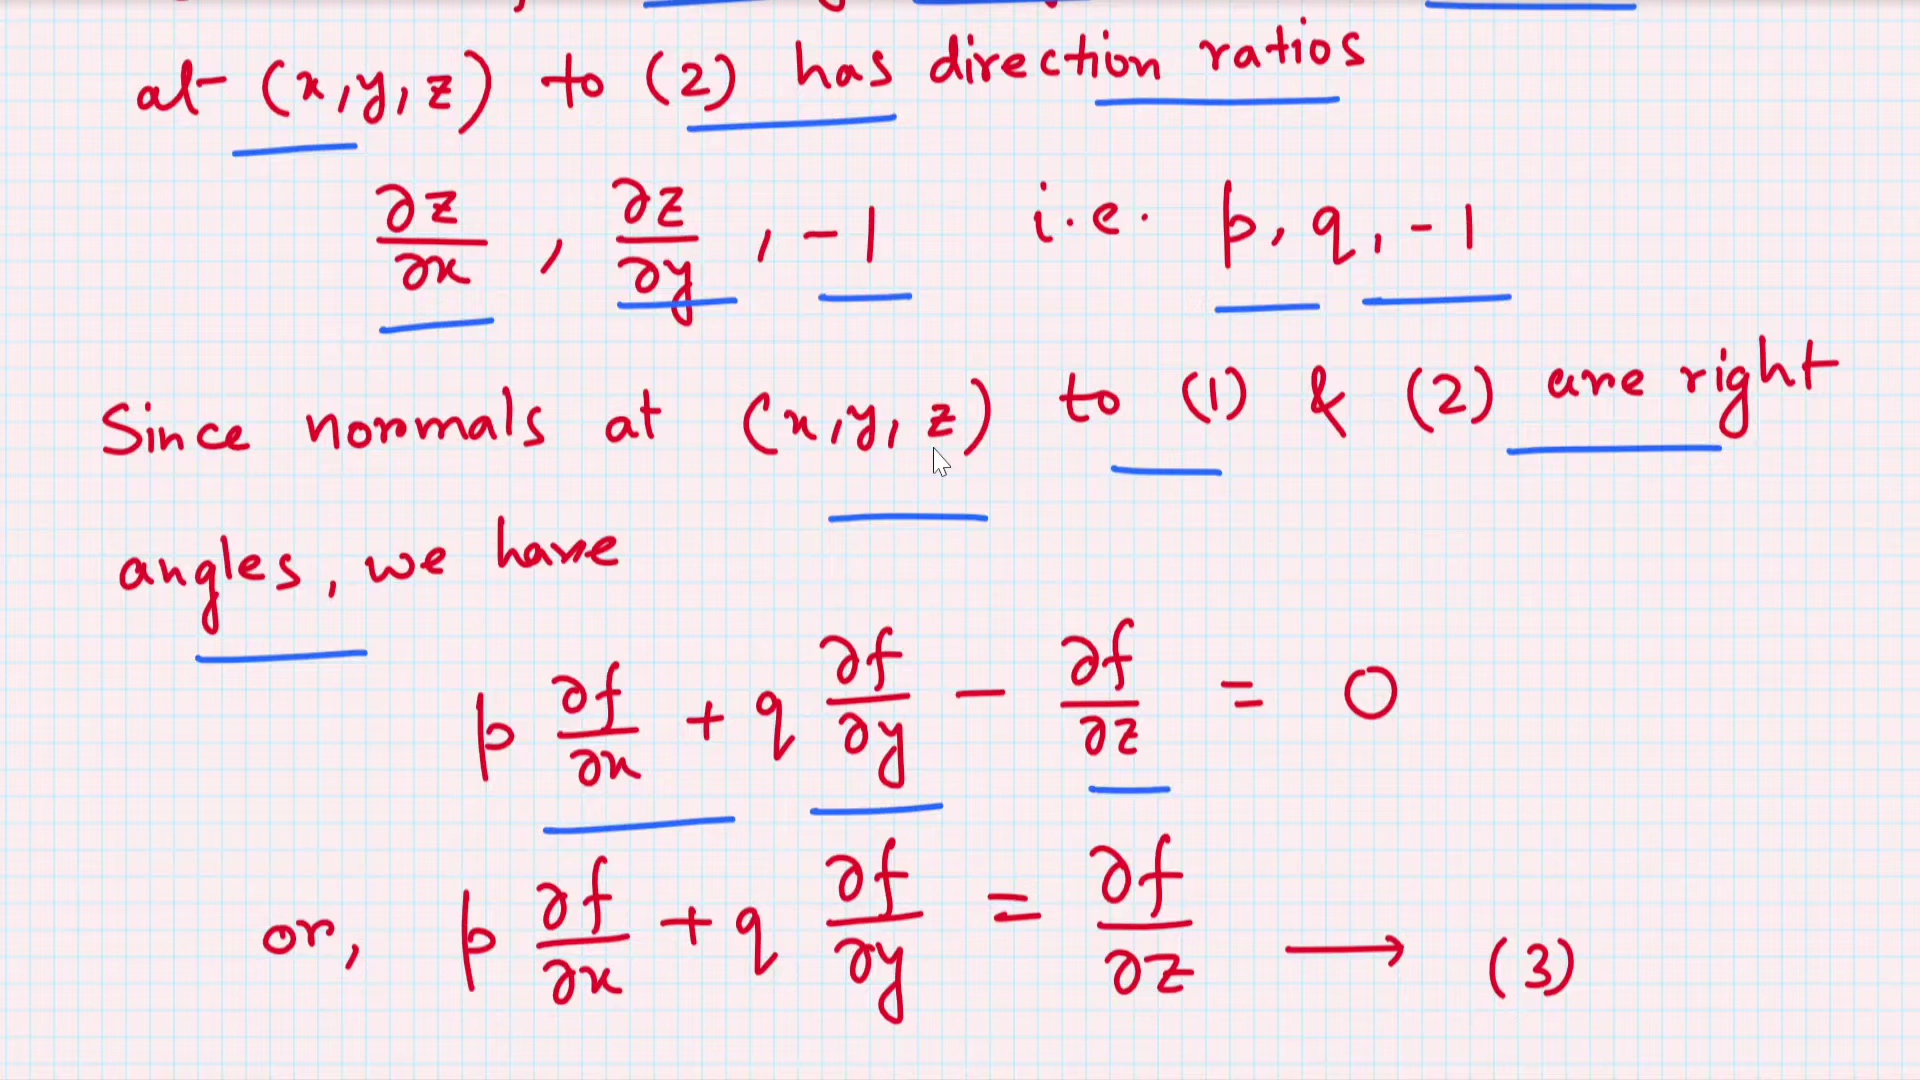 at (x, y, z) to (2) has direction ratios
∂z/∂x , ∂z/∂y , -1 i.e. p, q, -1
Since normals at (x, y, z) to (1) & (2) are right
angles, we have
p ∂f/∂x + q ∂f/∂y - ∂f/∂z = 0
or, p ∂f/∂x + q ∂f/∂y = ∂f/∂z ⟶ (3)